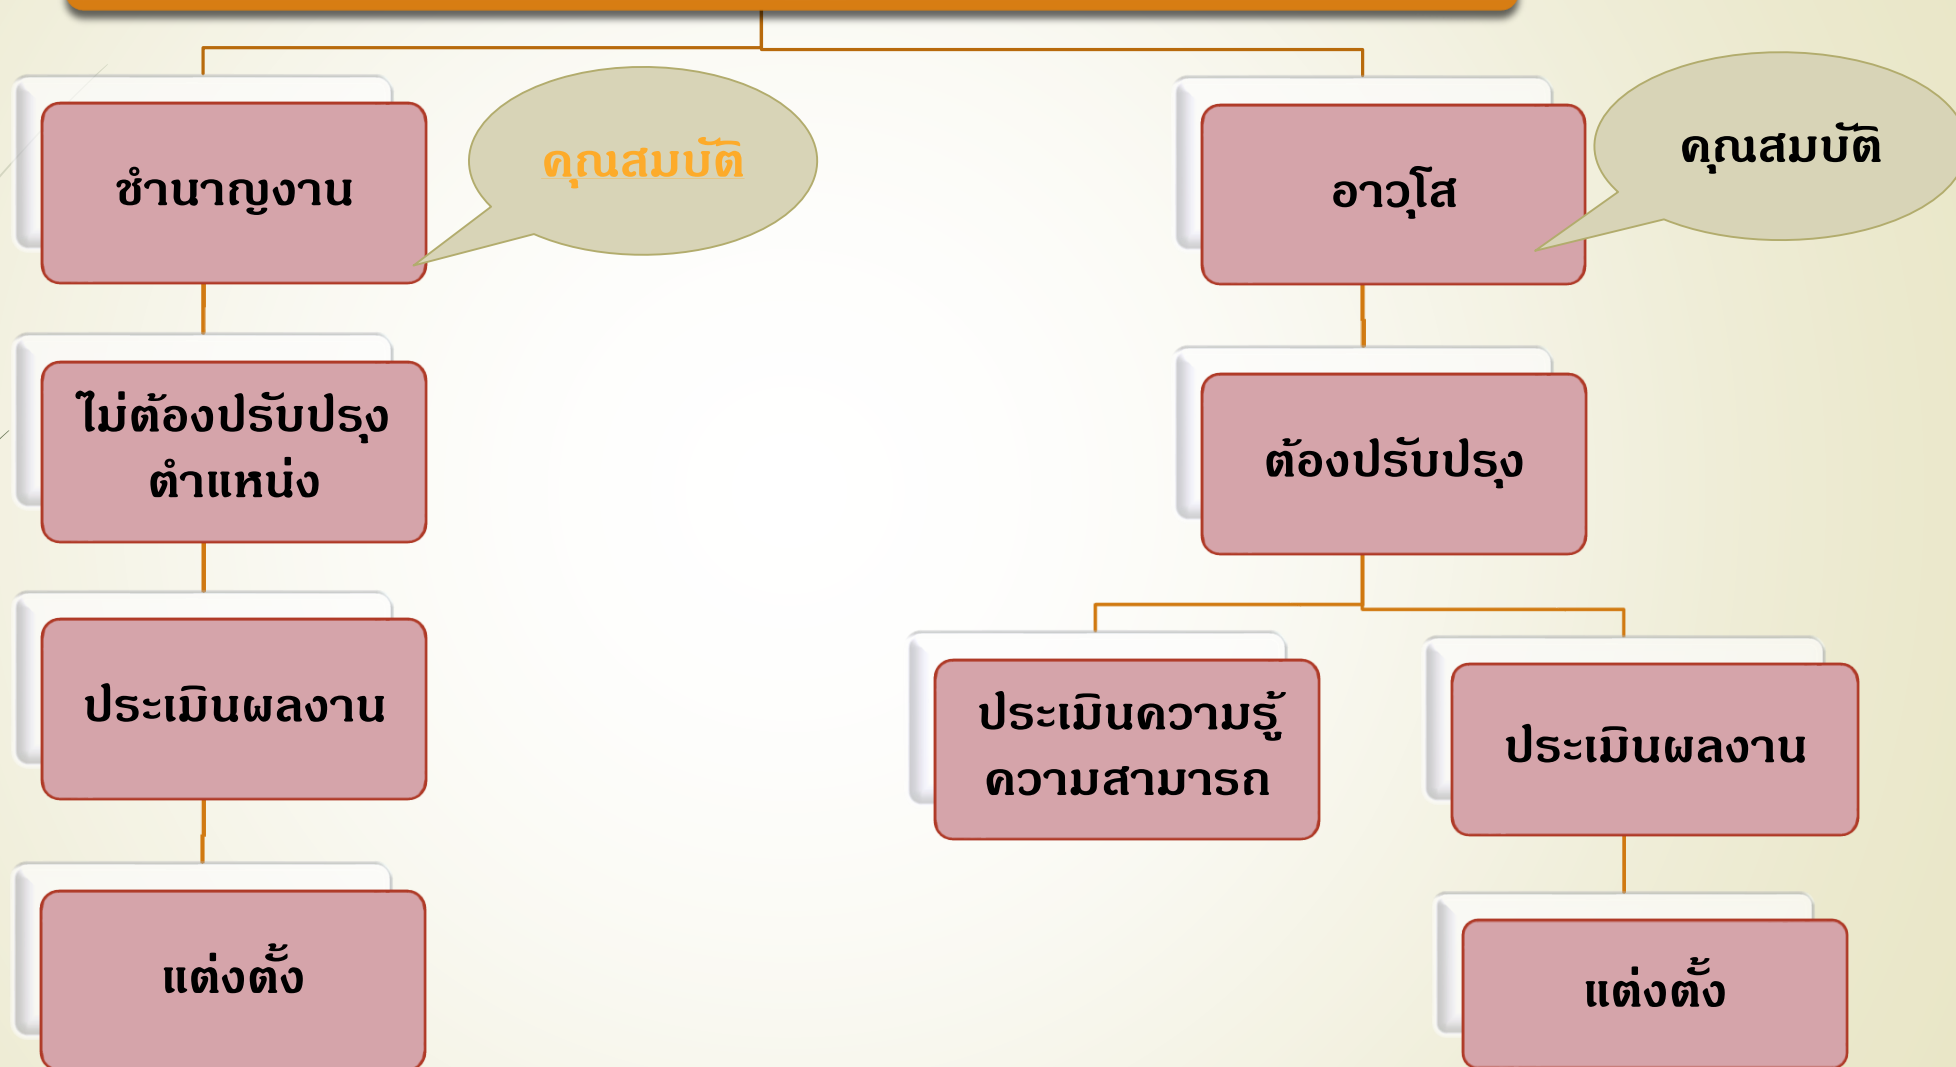 ชำนาญงาน
คุณสมบัติ
อาวุโส
คุณสมบัติ
ไม่ต้องปรับปรุง
ตำแหน่ง
ต้องปรับปรุง
ประเมินผลงาน
ประเมินความรู้
ความสามารถ
ประเมินผลงาน
แต่งตั้ง
แต่งตั้ง